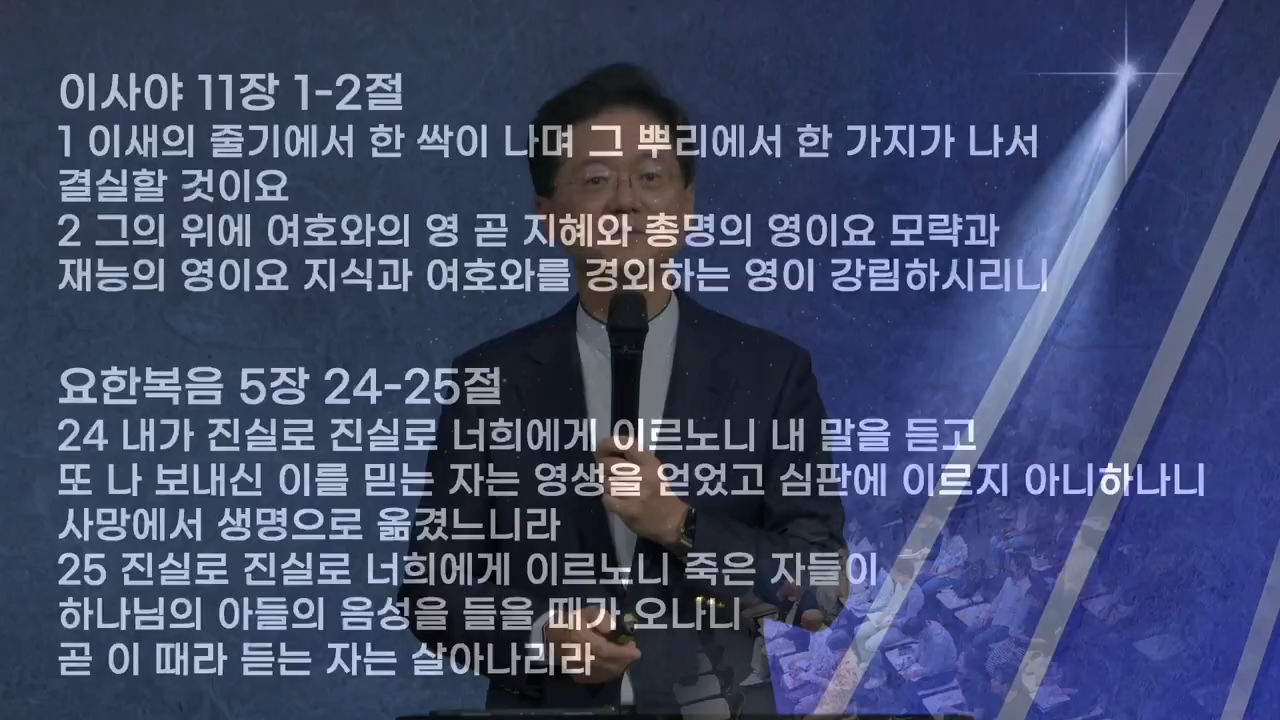 이사야 11장 1-2절
1 이새의 줄기에서 한 싹이 나며 그 뿌리에서 한 가지가 나서
결실할 것이요
2 그의 위에 여호와의 영 곧 지혜와 총명의 영이요 모략과
재능의 영이요 지식과 여호와를 경외하는 영이 강림하시리니
요한복음 5장 24-25절
24 내가 진실로 진실로 너희에게 이르노니 내 말을 듣고
또 나 보내신 이를 믿는 자는 영생을 얻었고 심판에 이르지 아니하나니
사망에서 생명으로 옮겼느니라
25 진실로 진실로 너희에게 이르노니 죽은 자들이
하나님의 아들의 음성을 들을 때가 오나니
곧 이 때라 듣는 자는 살아나리라